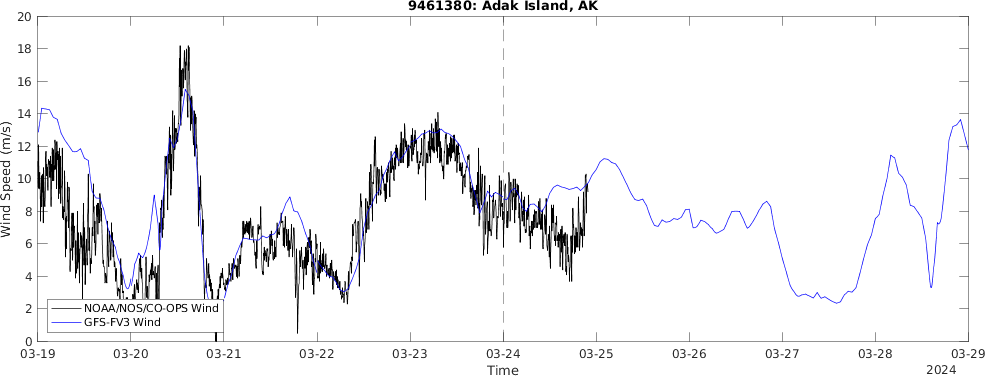 9461380: Adak Island, AK
Wind Speed (m/s)
20
18
16
14
12
10
8
6
4
2
0
NOAA/NOS/CO-OPS Wind
GFS-FV3 Wind
03-19 03-20 03-21 03-22 03-23 03-24 03-25 03-26 03-27 03-28 03-29
Time
2024